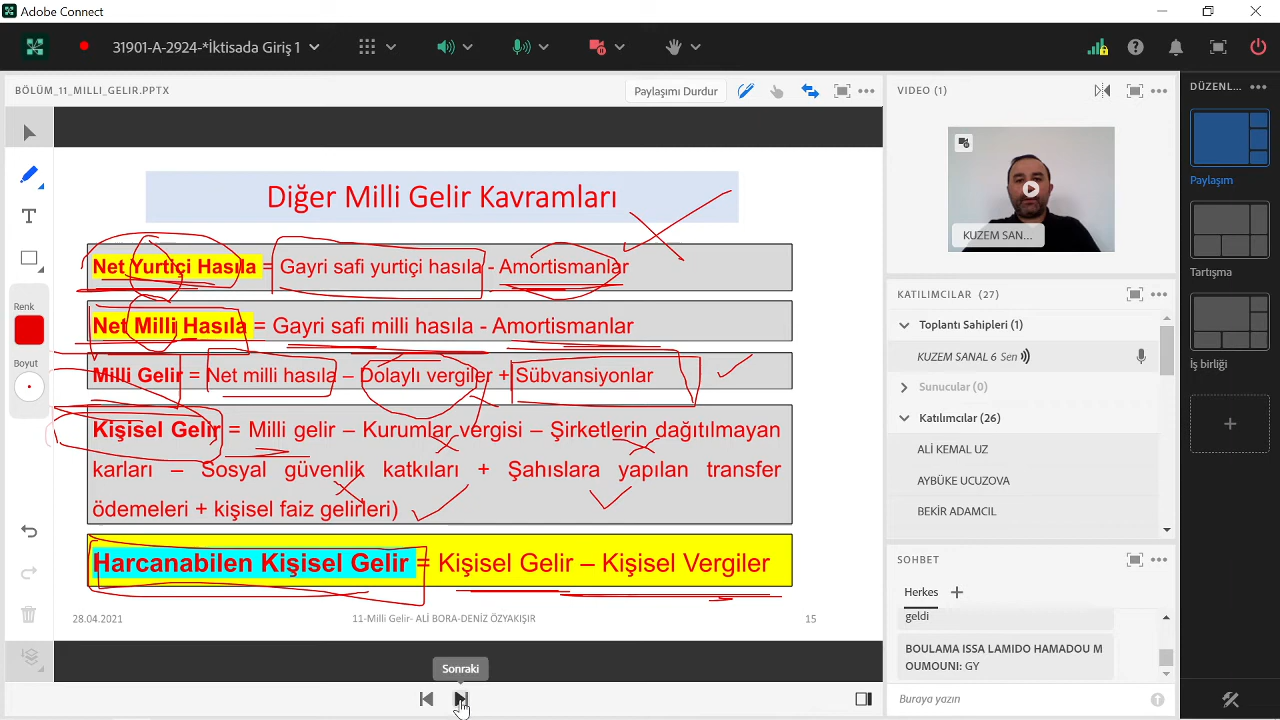 Adobe Connect
31901-A-2924-*İktisada Giriş 1
BÖLÜM_11_MILLI_GELIR.PPTX
Paylaşımı Durdur
Diğer Milli Gelir Kavramları
Net Yurtiçi Hasıla = Gayri safi yurtiçi hasıla - Amortismanlar
Net Milli Hasıla = Gayri safi milli hasıla - Amortismanlar
Milli Gelir = Net milli hasıla – Dolaylı vergiler + Sübvansiyonlar
Kişisel Gelir = Milli gelir – Kurumlar vergisi – Şirketlerin dağıtılmayan
karları – Sosyal güvenlik katkıları + Şahıslara yapılan transfer
ödemeleri + kişisel faiz gelirleri)
Harcanabilen Kişisel Gelir = Kişisel Gelir – Kişisel Vergiler
28.04.2021
11-Milli Gelir- ALİ BORA-DENİZ ÖZYAKIŞIR
15
Renk
Boyut
Sonraki
VIDEO (1)
KUZEM SAN...
KATILIMCILAR (27)
Toplantı Sahipleri (1)
KUZEM SANAL 6 Sen
Sunucular (0)
Katılımcılar (26)
ALİ KEMAL UZ
AYBÜKE UCUZOVA
BEKİR ADAMCIL
SOHBET
Herkes
geldi
BOULAMA ISSA LAMIDO HAMADOU M
OUMOUNI: GY
Buraya yazın
DÜZENL...
Paylaşım
Tartışma
İş birliği